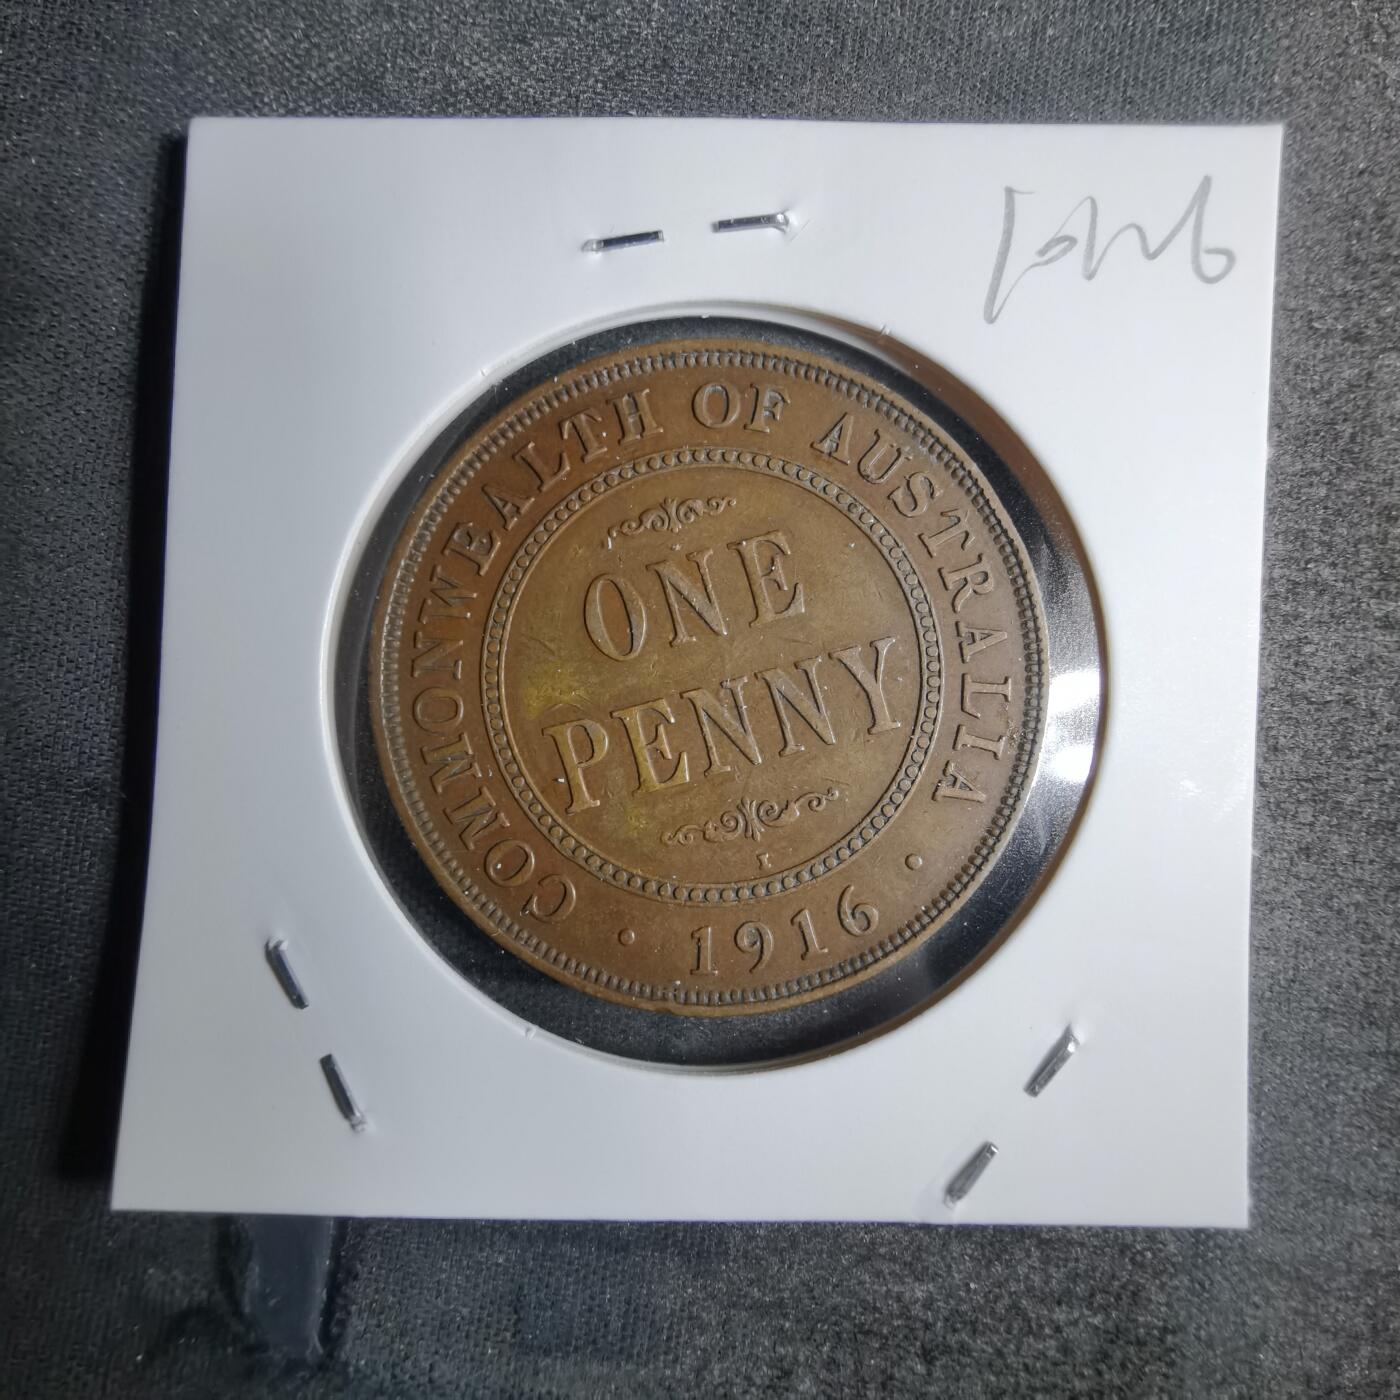 COMMONWEALTH OF AUSTRALIA
ONE
PENNY
I
· 1916 ·